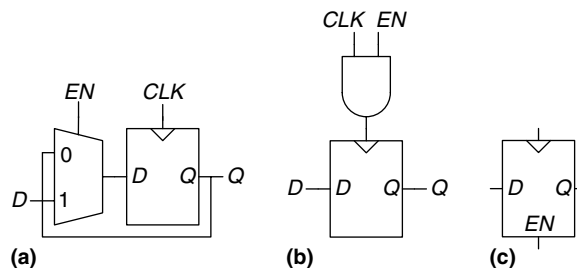 CLK EN
EN CLK
0
D Q Q
D 1
D D Q Q
D Q
EN
(a) (b) (c)